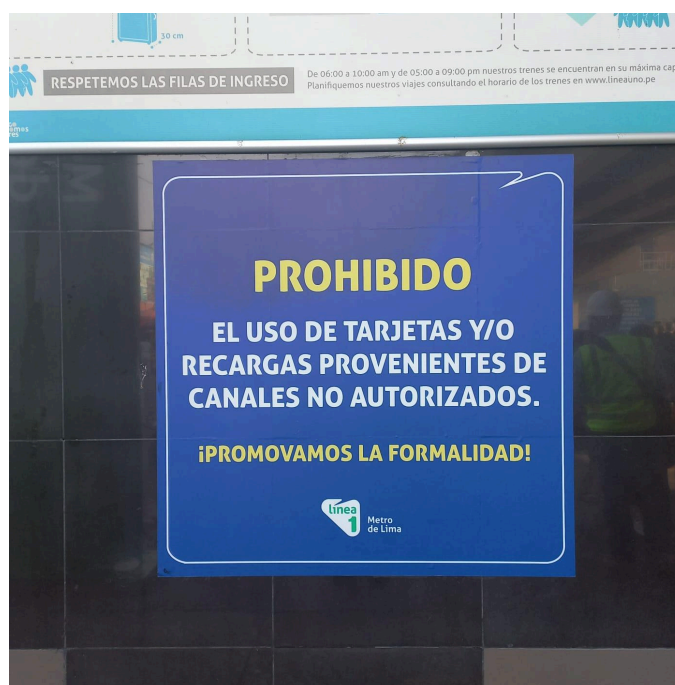 30 cm
RESPETEMOS LAS FILAS DE INGRESO
De 06:00 a 10:00 am y de 05:00 a 09:00 pm nuestros trenes se encuentran en su máxima cap
Planifiquemos nuestros viajes consultando el horario de los trenes en www.lineauno.pe
PROHIBIDO
EL USO DE TARJETAS Y/O
RECARGAS PROVENIENTES DE
CANALES NO AUTORIZADOS.
¡PROMOVAMOS LA FORMALIDAD!
línea
1
Metro
de Lima